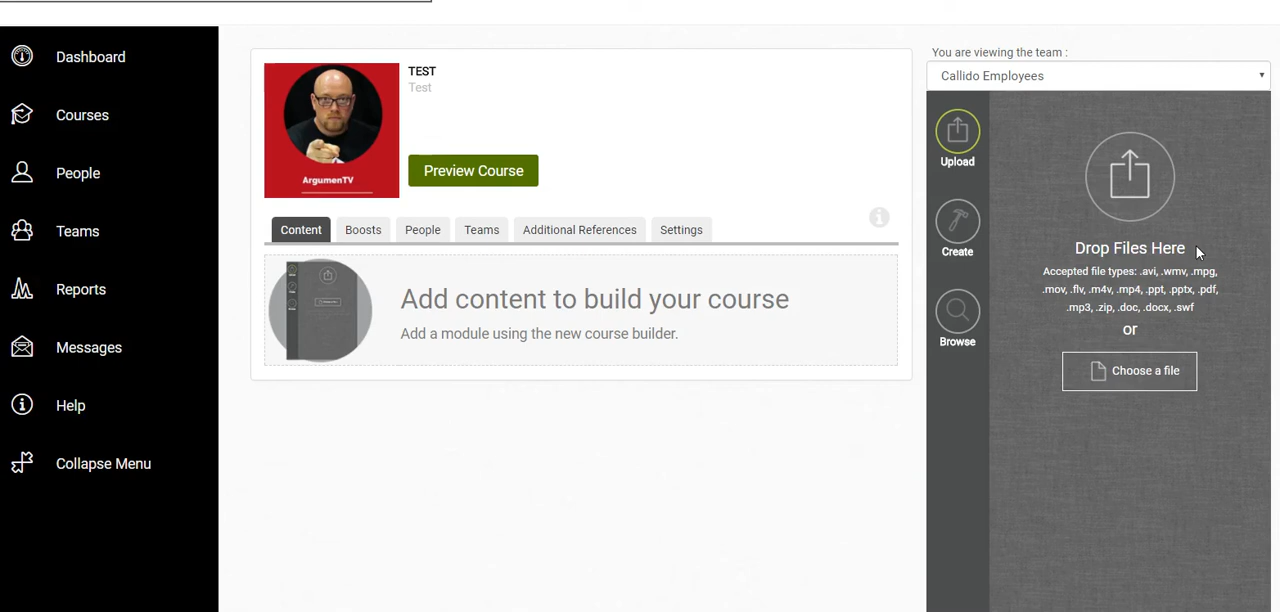 Dashboard
Courses
People
Teams
Reports
Messages
Help
Collapse Menu
ArgumenTV
TEST
Test
Preview Course
Content
Boosts
People
Teams
Additional References
Settings
Add content to build your course
Add a module using the new course builder.
You are viewing the team :
Callido Employees
Upload
Create
Browse
Drop Files Here
Accepted file types: .avi, .wmv, .mpg,
.mov, .flv, .m4v, .mp4, .ppt, .pptx, .pdf,
.mp3, .zip, .doc, .docx, .swf
or
Choose a file